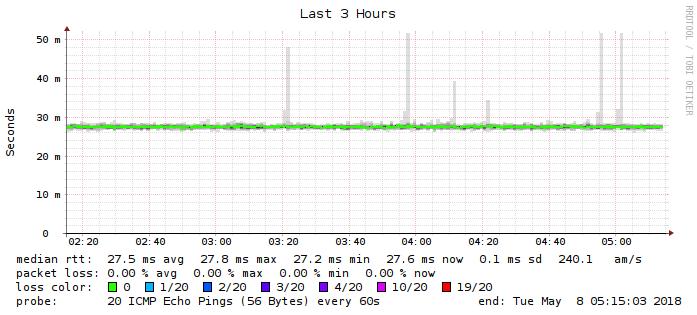 Last 3 Hours
RRDTOOL / TOBI OETIKER
Seconds
50 m
40 m
30 m
20 m
10 m
0
02:20 02:40 03:00 03:20 03:40 04:00 04:20 04:40 05:00
median rtt: 27.5 ms avg 27.8 ms max 27.2 ms min 27.6 ms now 0.1 ms sd 240.1 am/s
packet loss: 0.00 % avg 0.00 % max 0.00 % min 0.00 % now
loss color: 0 1/20 2/20 3/20 4/20 10/20 19/20
probe: 20 ICMP Echo Pings (56 Bytes) every 60s end: Tue May 8 05:15:03 2018